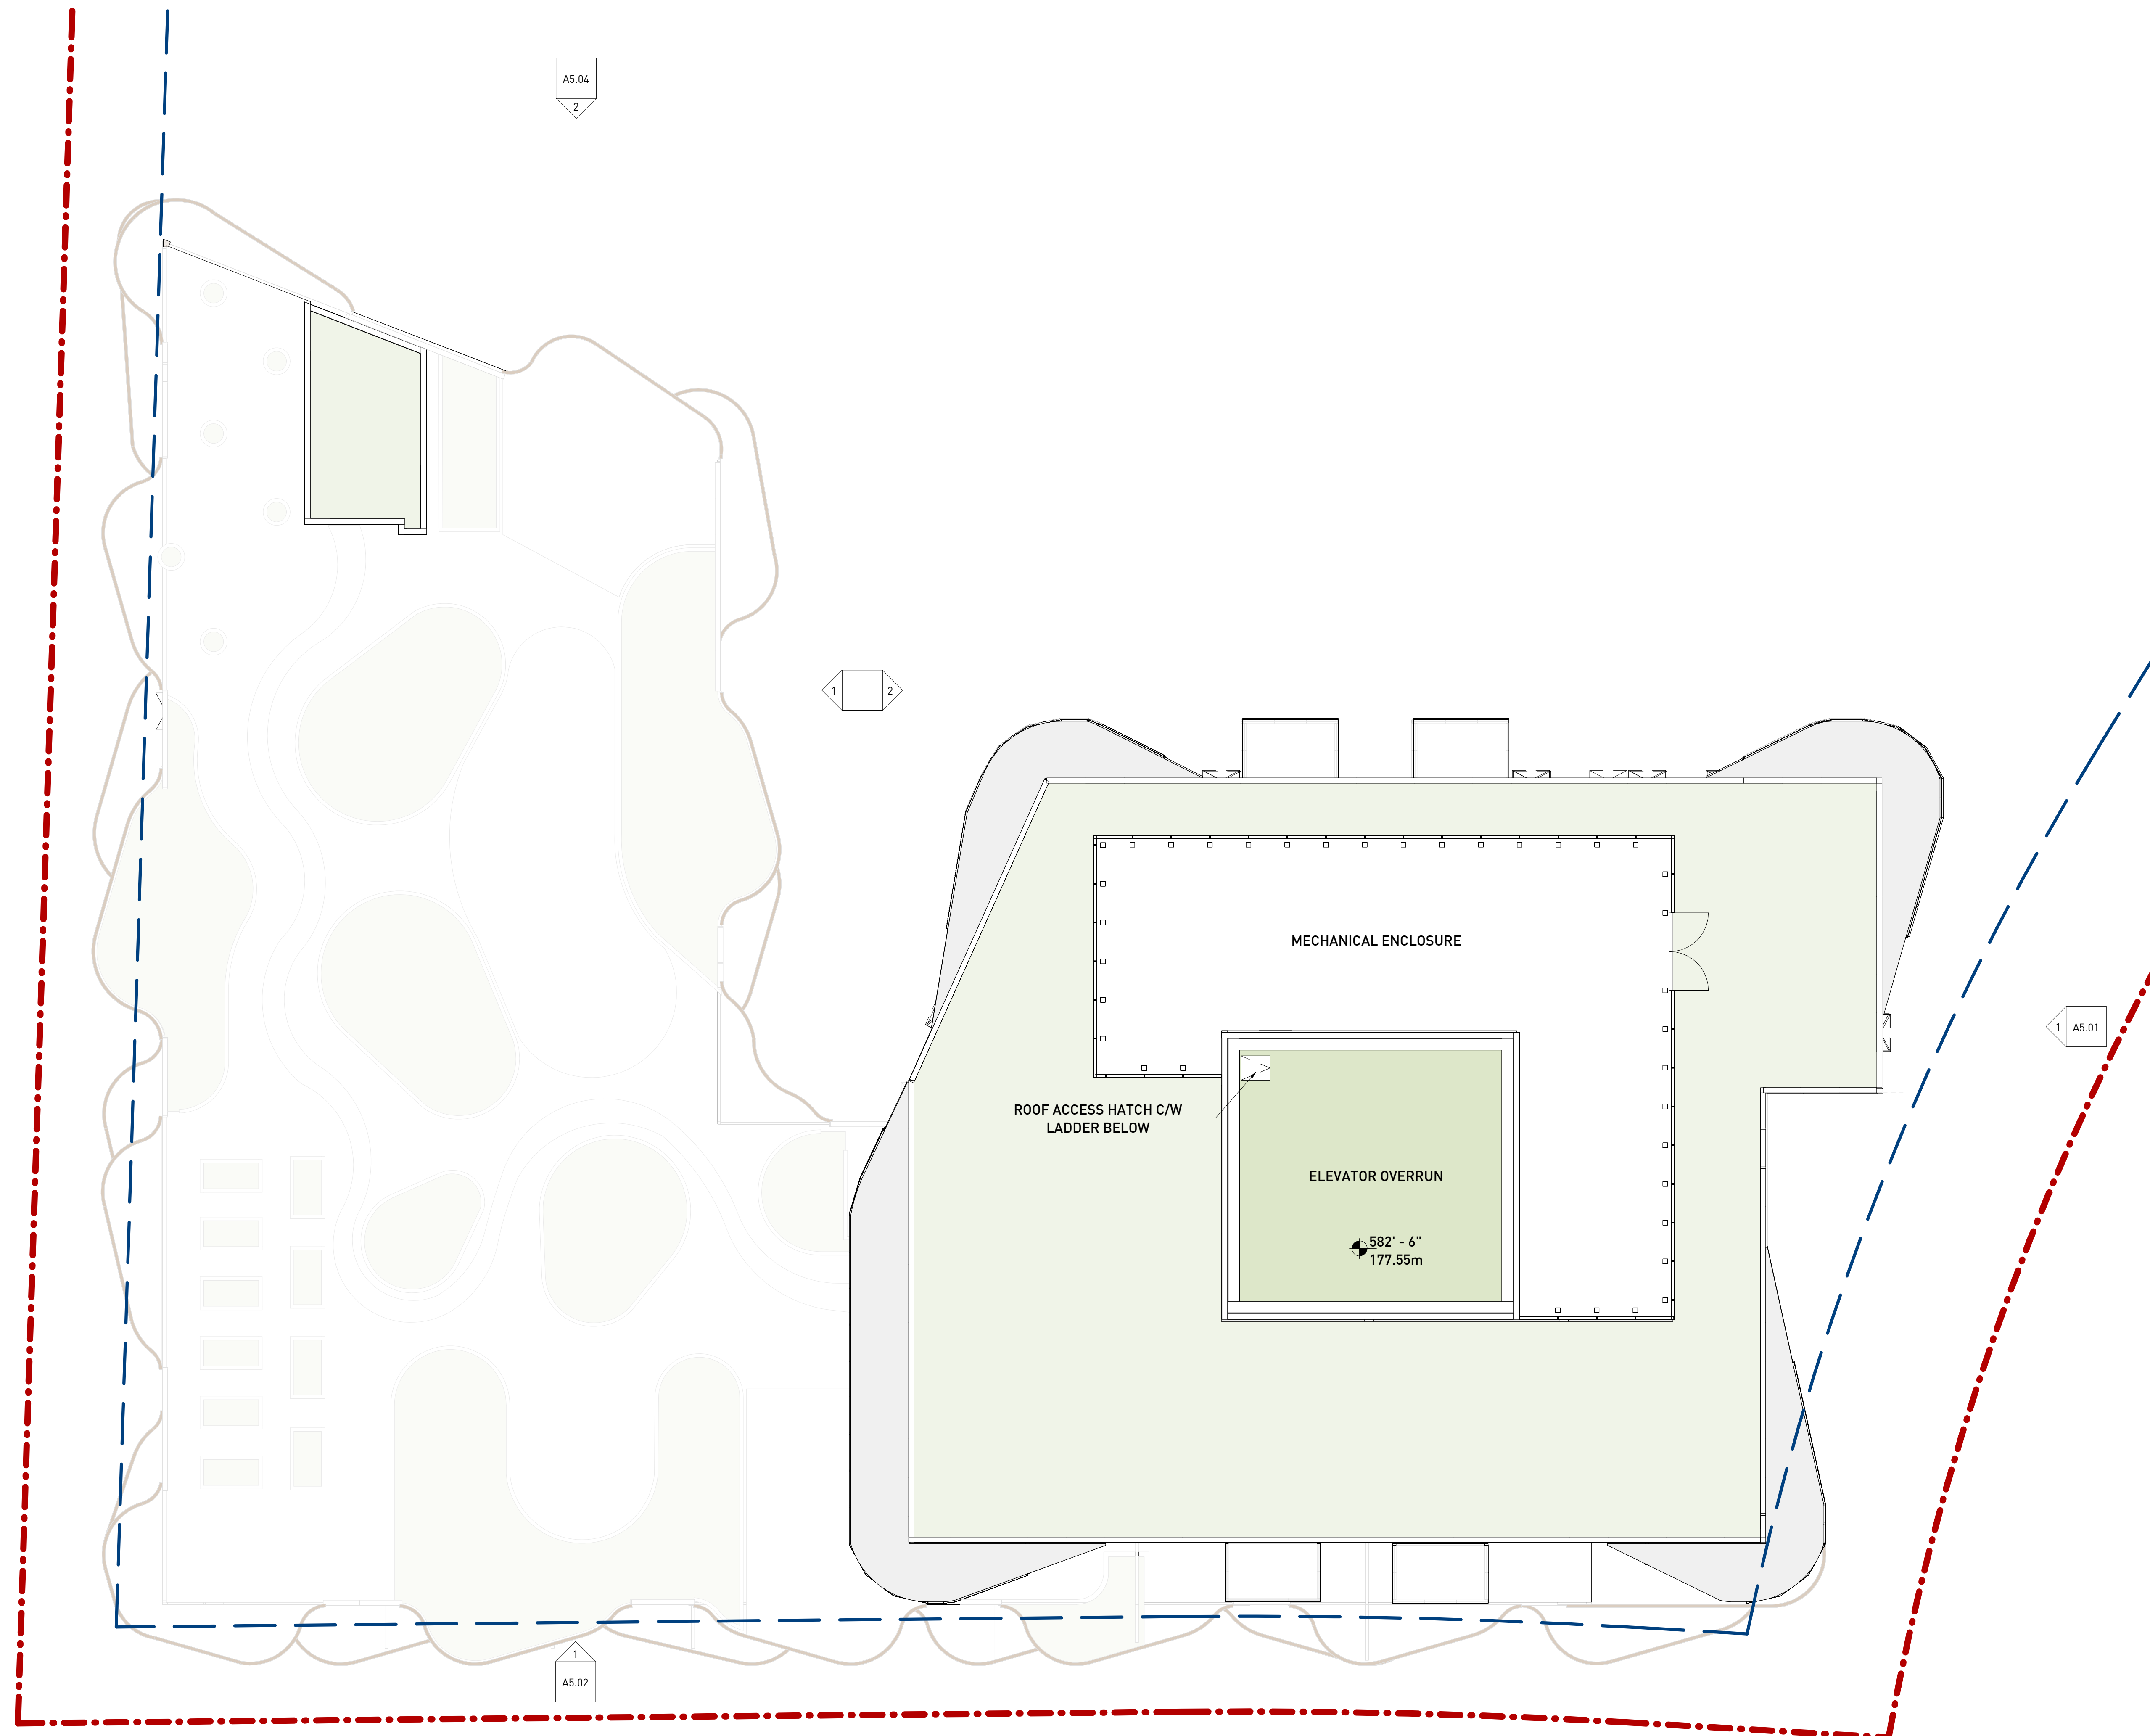 A5.04
2
1
2
MECHANICAL ENCLOSURE
1
A5.01
ROOF ACCESS HATCH C/W
LADDER BELOW
ELEVATOR OVERRUN
582' - 6"
177.55m
1
A5.02